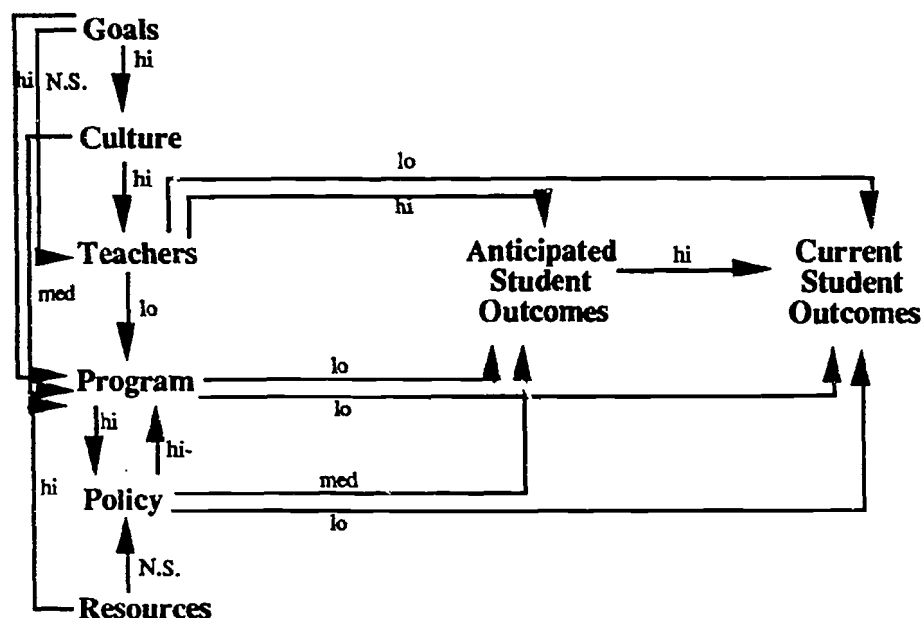 Goals
hi
hi N.S.
Culture
hi
lo
hi
Teachers
Anticipated
Student
Outcomes
hi
Current
Student
Outcomes
med
lo
Program
lo
lo
hi
hi-
hi
Policy
med
lo
N.S.
Resources